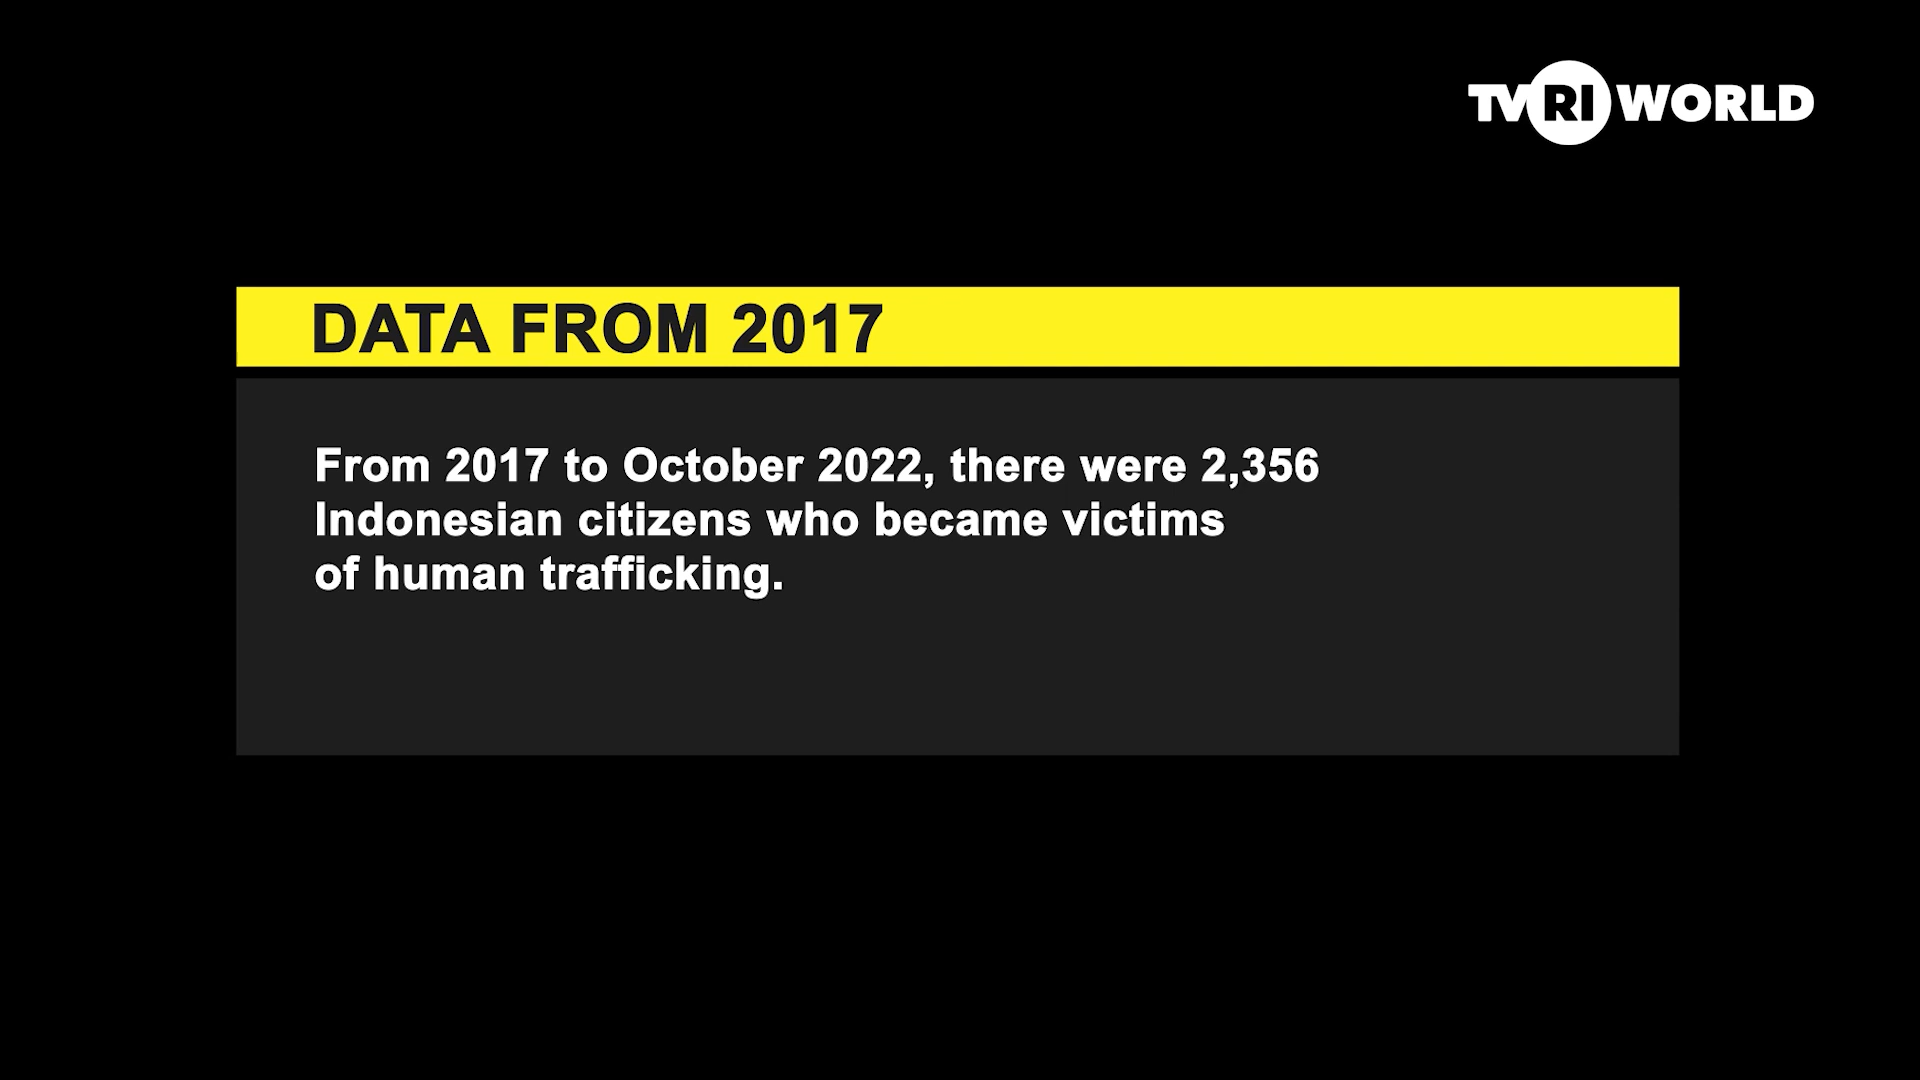 TVRI WORLD
DATA FROM 2017
From 2017 to October 2022, there were 2,356
Indonesian citizens who became victims
of human trafficking.